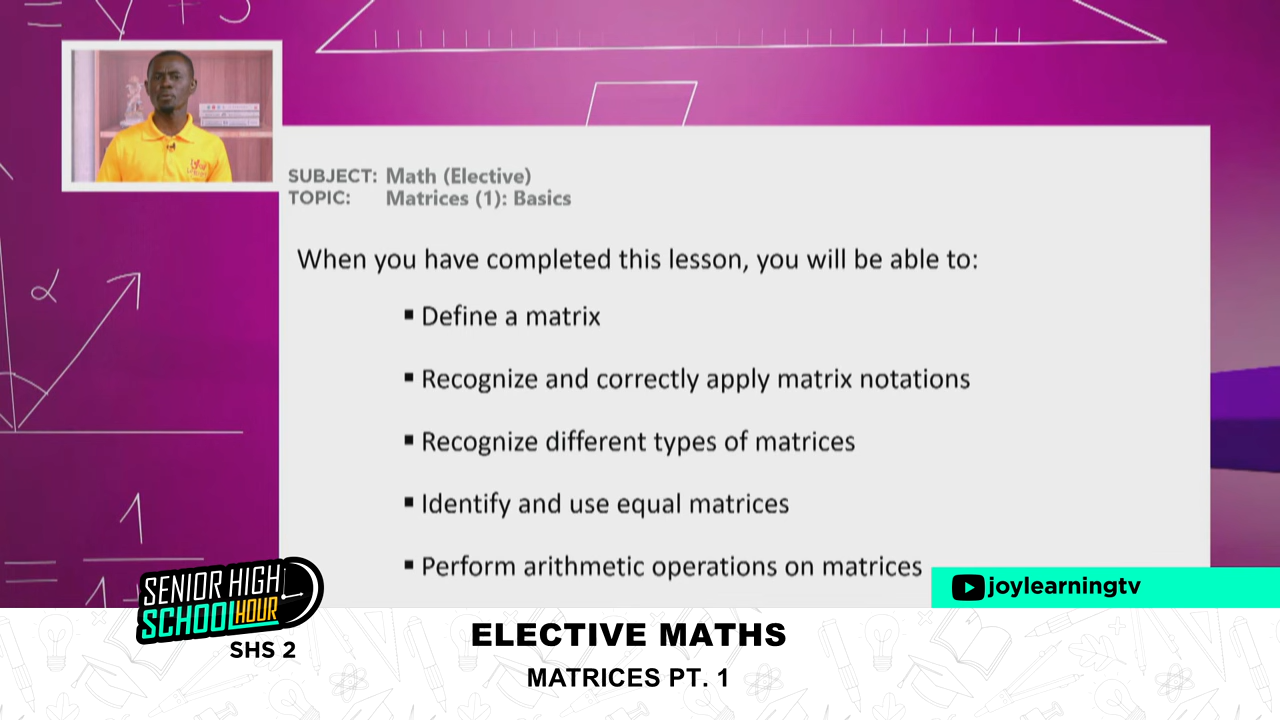 SUBJECT: Math (Elective)
TOPIC: Matrices (1): Basics
When you have completed this lesson, you will be able to:
▪ Define a matrix
▪ Recognize and correctly apply matrix notations
▪ Recognize different types of matrices
▪ Identify and use equal matrices
▪ Perform arithmetic operations on matrices
α
1
SENIOR HIGH
SCHOOL HOUR
SHS 2
joylearningtv
ELECTIVE MATHS
MATRICES PT. 1